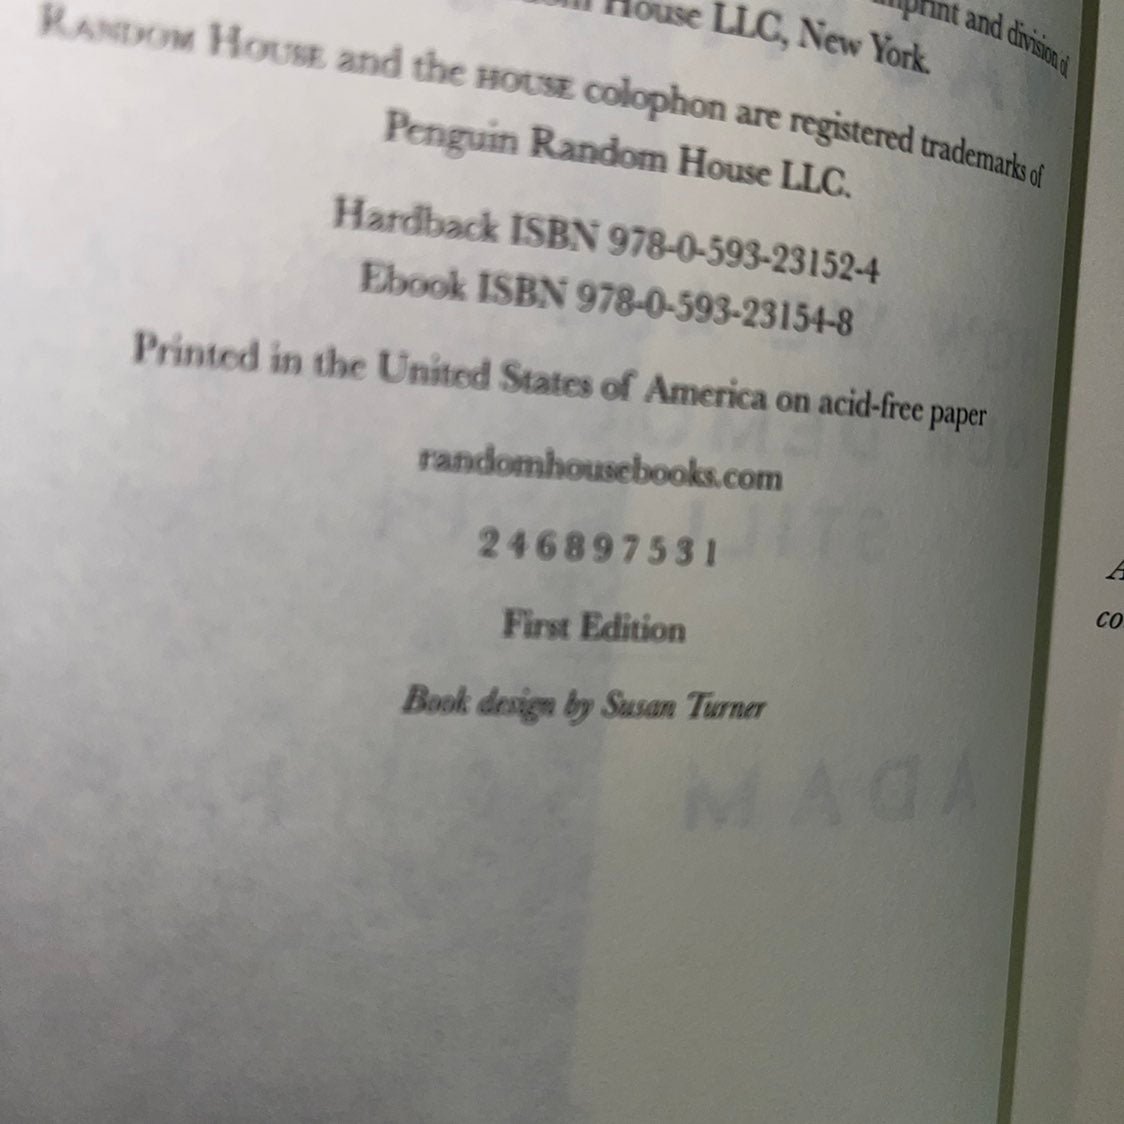 imprint and division of
House LLC, New York.
RANDOM HOUSE and the HOUSE colophon are registered trademarks of
Penguin Random House LLC.
Hardback ISBN 978-0-593-23152-4
Ebook ISBN 978-0-593-23154-8
Printed in the United States of America on acid-free paper
randomhousebooks.com
2 4 6 8 9 7 5 3 1
First Edition
Book design by Susan Turner
ADAM